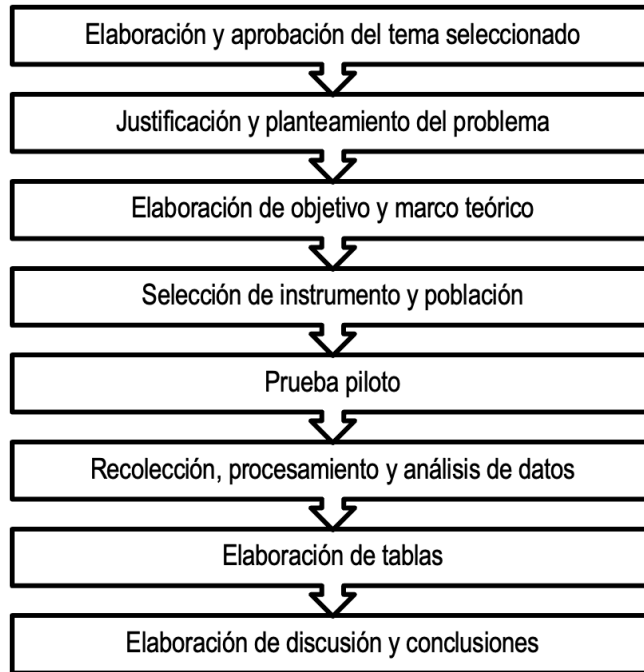 Elaboración y aprobación del tema seleccionado
Justificación y planteamiento del problema
Elaboración de objetivo y marco teórico
Selección de instrumento y población
Prueba piloto
Recolección, procesamiento y análisis de datos
Elaboración de tablas
Elaboración de discusión y conclusiones